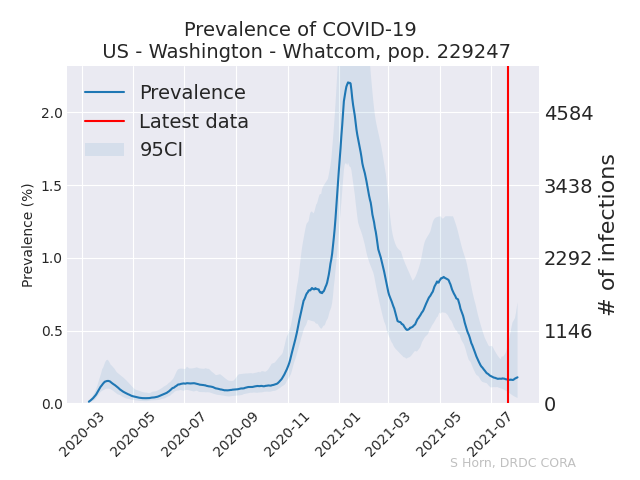 Prevalence of COVID-19
US - Washington - Whatcom, pop. 229247
Prevalence
Latest data
95CI
Prevalence (%)
2.0
1.5
1.0
0.5
0.0
4584
3438
2292
1146
0
# of infections
2020-03
2020-05
2020-07
2020-09
2020-11
2021-01
2021-03
2021-05
2021-07
S Horn, DRDC CORA